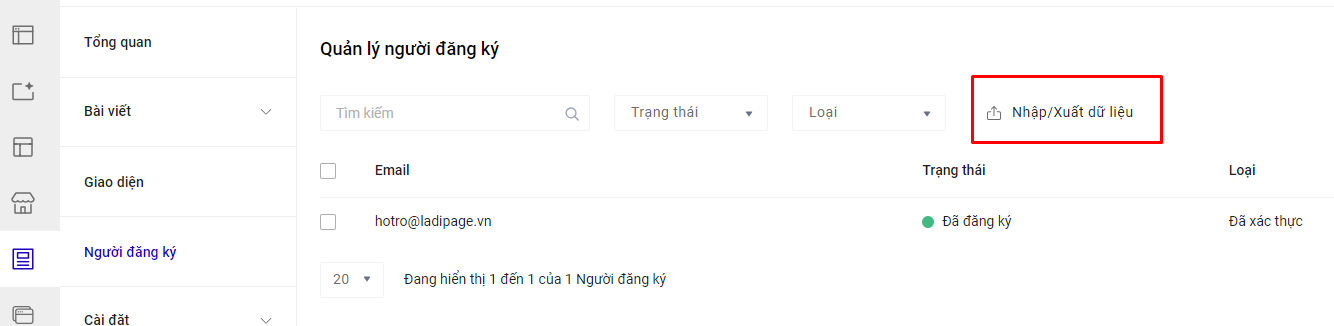 Tổng quan
Bài viết
Giao diện
Người đăng ký
Cài đặt
Quản lý người đăng ký
Tìm kiếm
Trạng thái
Loại
Nhập/Xuất dữ liệu
Email Trạng thái Loại
hotro@ladipage.vn Đã đăng ký Đã xác thực
20 Đang hiển thị 1 đến 1 của 1 Người đăng ký